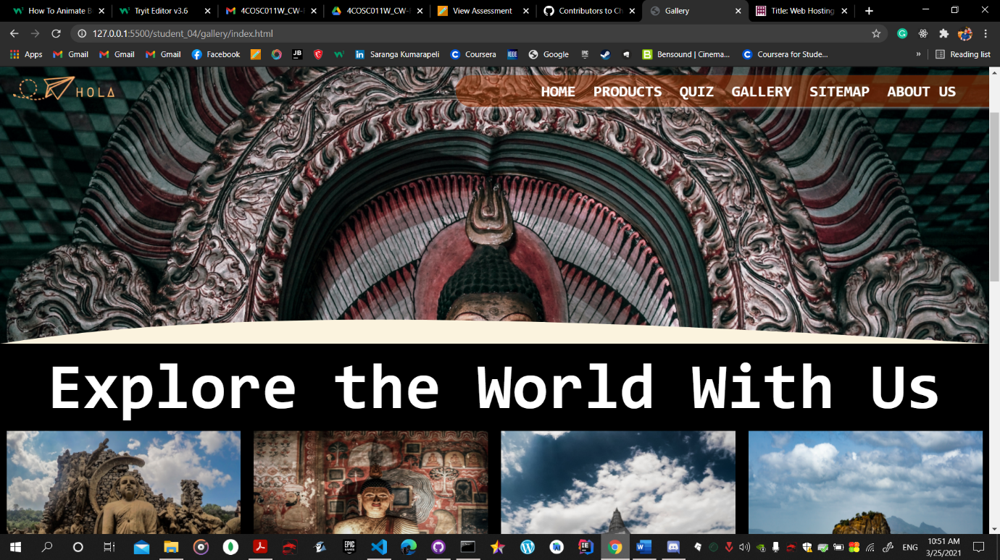 How To Animate B
Tryit Editor v3.6
4COSC011W_CW-
4COSC011W_CW-
View Assessment
Contributors to Ch
Gallery
Title: Web Hosting
127.0.0.1:5500/student_04/gallery/index.html
Apps
Gmail
Gmail
Gmail
Facebook
JB
Saranga Kumarapeli
Coursera
IEEE
Google
Bensound | Cinema...
Coursera for Stude...
»
Reading list
HOLA
HOME PRODUCTS QUIZ GALLERY SITEMAP ABOUT US
Explore the World With Us
EPIC GAMES
ENG
10:51 AM
3/25/2021